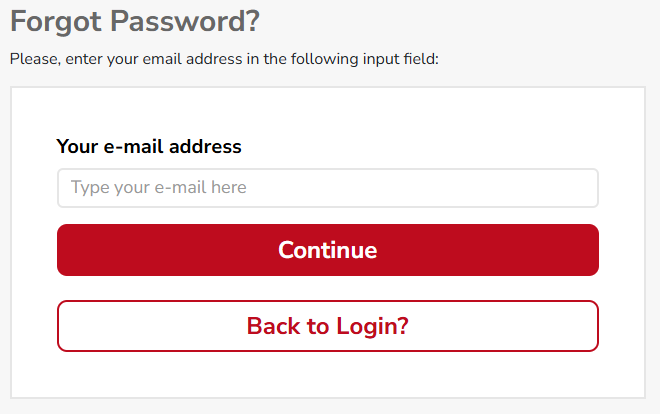 Forgot Password?
Please, enter your email address in the following input field:
Your e-mail address
Type your e-mail here
Continue
Back to Login?